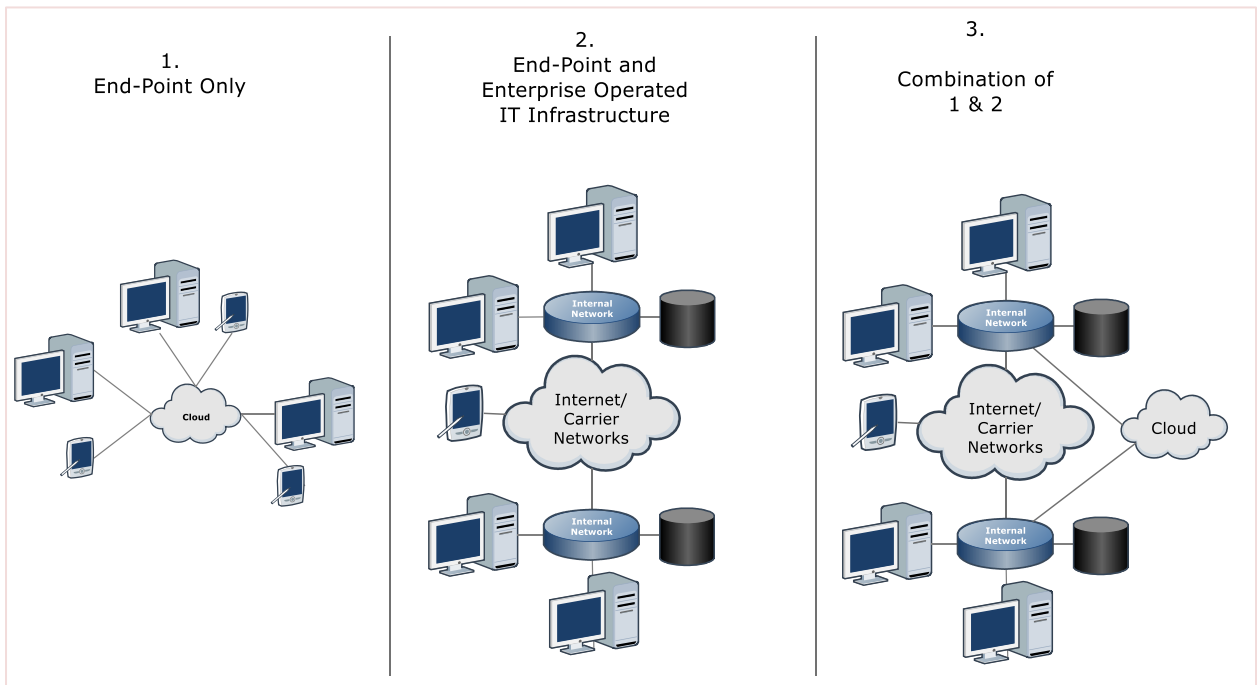 1.
End-Point Only
Cloud
2.
End-Point and
Enterprise Operated
IT Infrastructure
Internal
Network
Internet/
Carrier
Networks
Internal
Network
3.
Combination of
1 & 2
Internal
Network
Internet/
Carrier
Networks
Cloud
Internal
Network